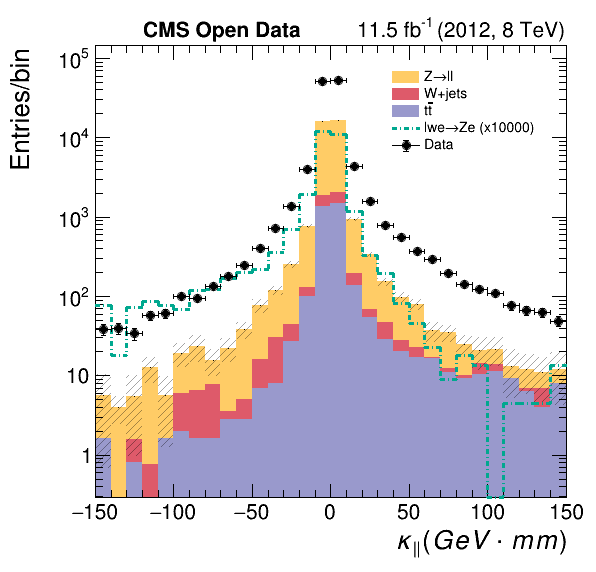 CMS Open Data 11.5 fb⁻¹ (2012, 8 TeV)
Entries/bin
10⁵
10⁴
10³
10²
10
1
Z→ll
W+jets
tt̄
lwe→Ze (x10000)
Data
−150 −100 −50 0 50 100 150
κ∥(GeV · mm)